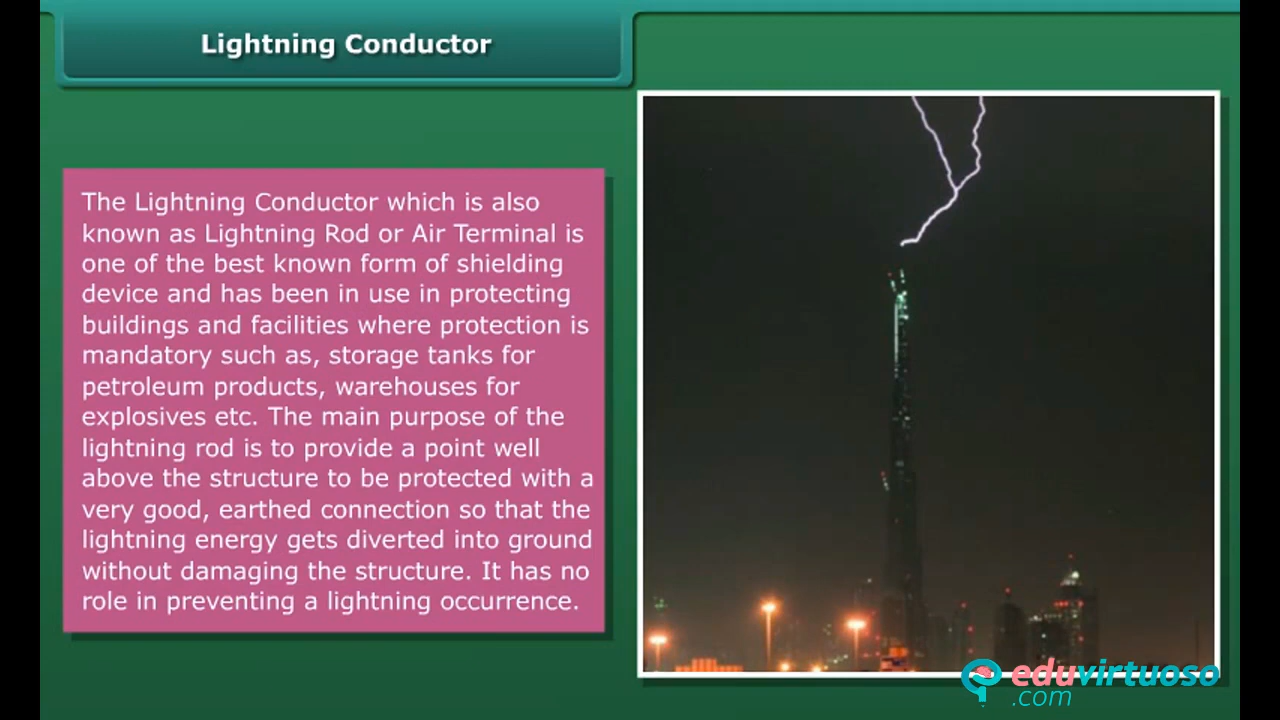 Lightning Conductor
The Lightning Conductor which is also
known as Lightning Rod or Air Terminal is
one of the best known form of shielding
device and has been in use in protecting
buildings and facilities where protection is
mandatory such as, storage tanks for
petroleum products, warehouses for
explosives etc. The main purpose of the
lightning rod is to provide a point well
above the structure to be protected with a
very good, earthed connection so that the
lightning energy gets diverted into ground
without damaging the structure. It has no
role in preventing a lightning occurrence.
eduvirtuoso
.com